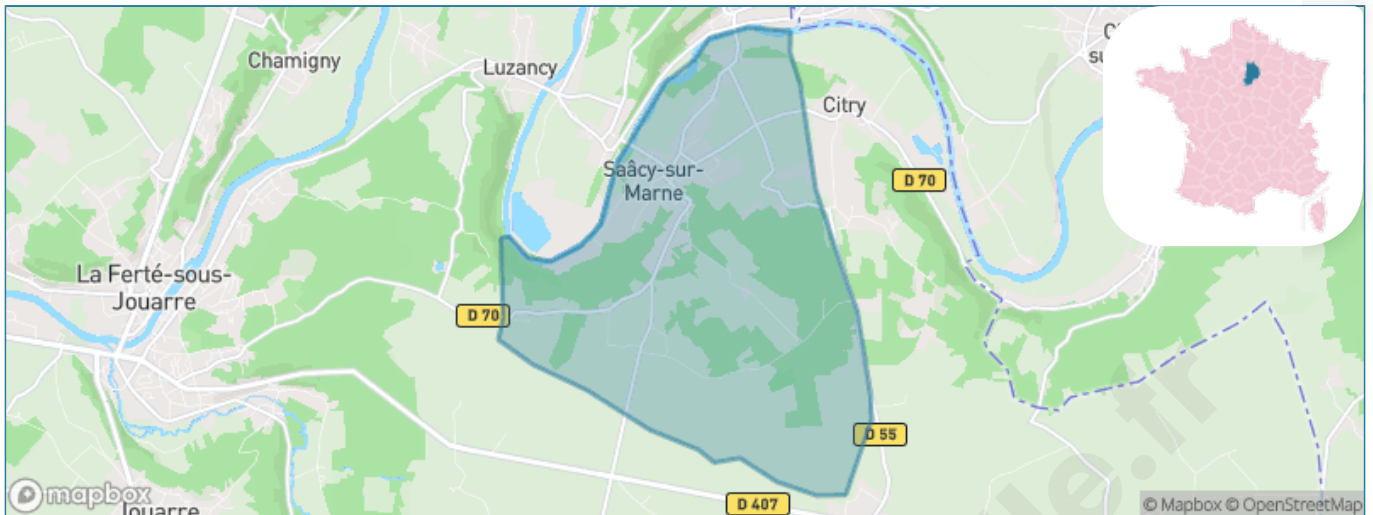 Chamigny
Luzancy
Citry
Saâcy-sur-
Marne
D 70
La Ferté-sous-
Jouarre
D 70
D 55
D 407
Jouarre
mapbox
© Mapbox © OpenStreetMap